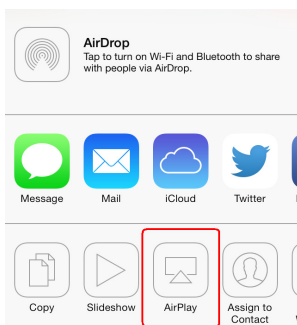 AirDrop
Tap to turn on Wi-Fi and Bluetooth to share
with people via AirDrop.
Message Mail iCloud Twitter
Copy Slideshow AirPlay Assign to
Contact